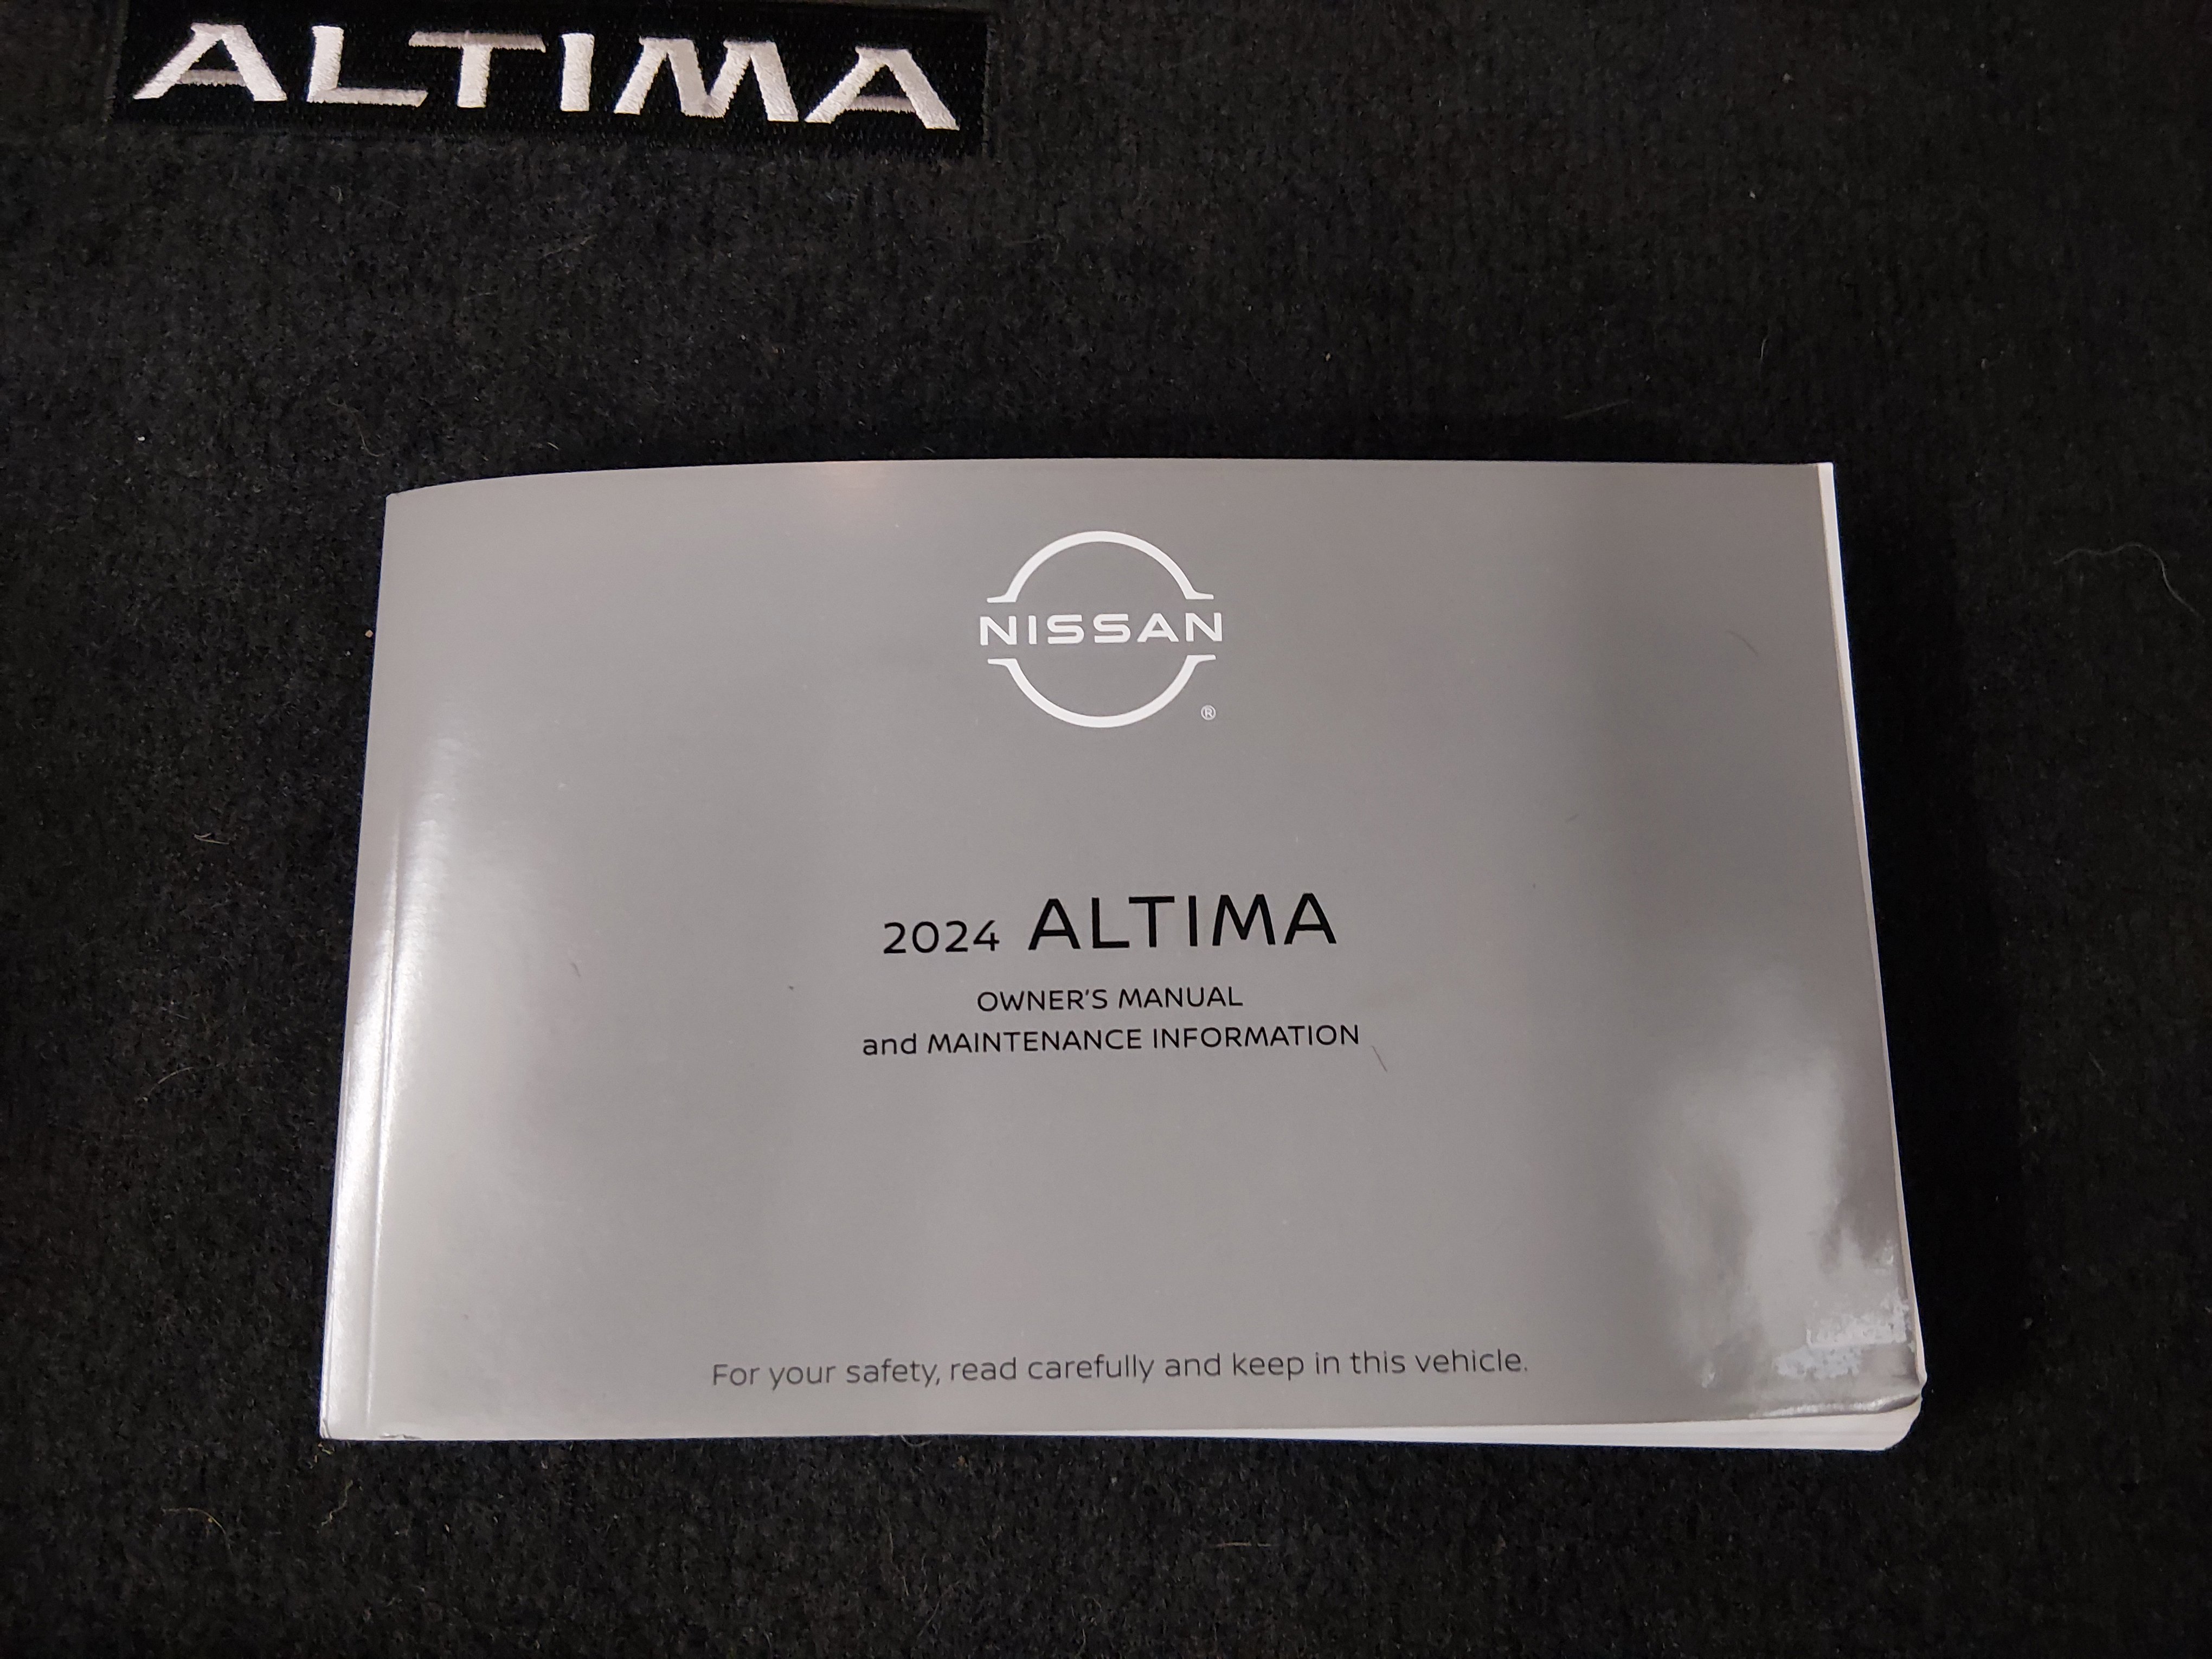 ALTIMA
NISSAN
®
2024 ALTIMA
OWNER'S MANUAL
and MAINTENANCE INFORMATION
For your safety, read carefully and keep in this vehicle.